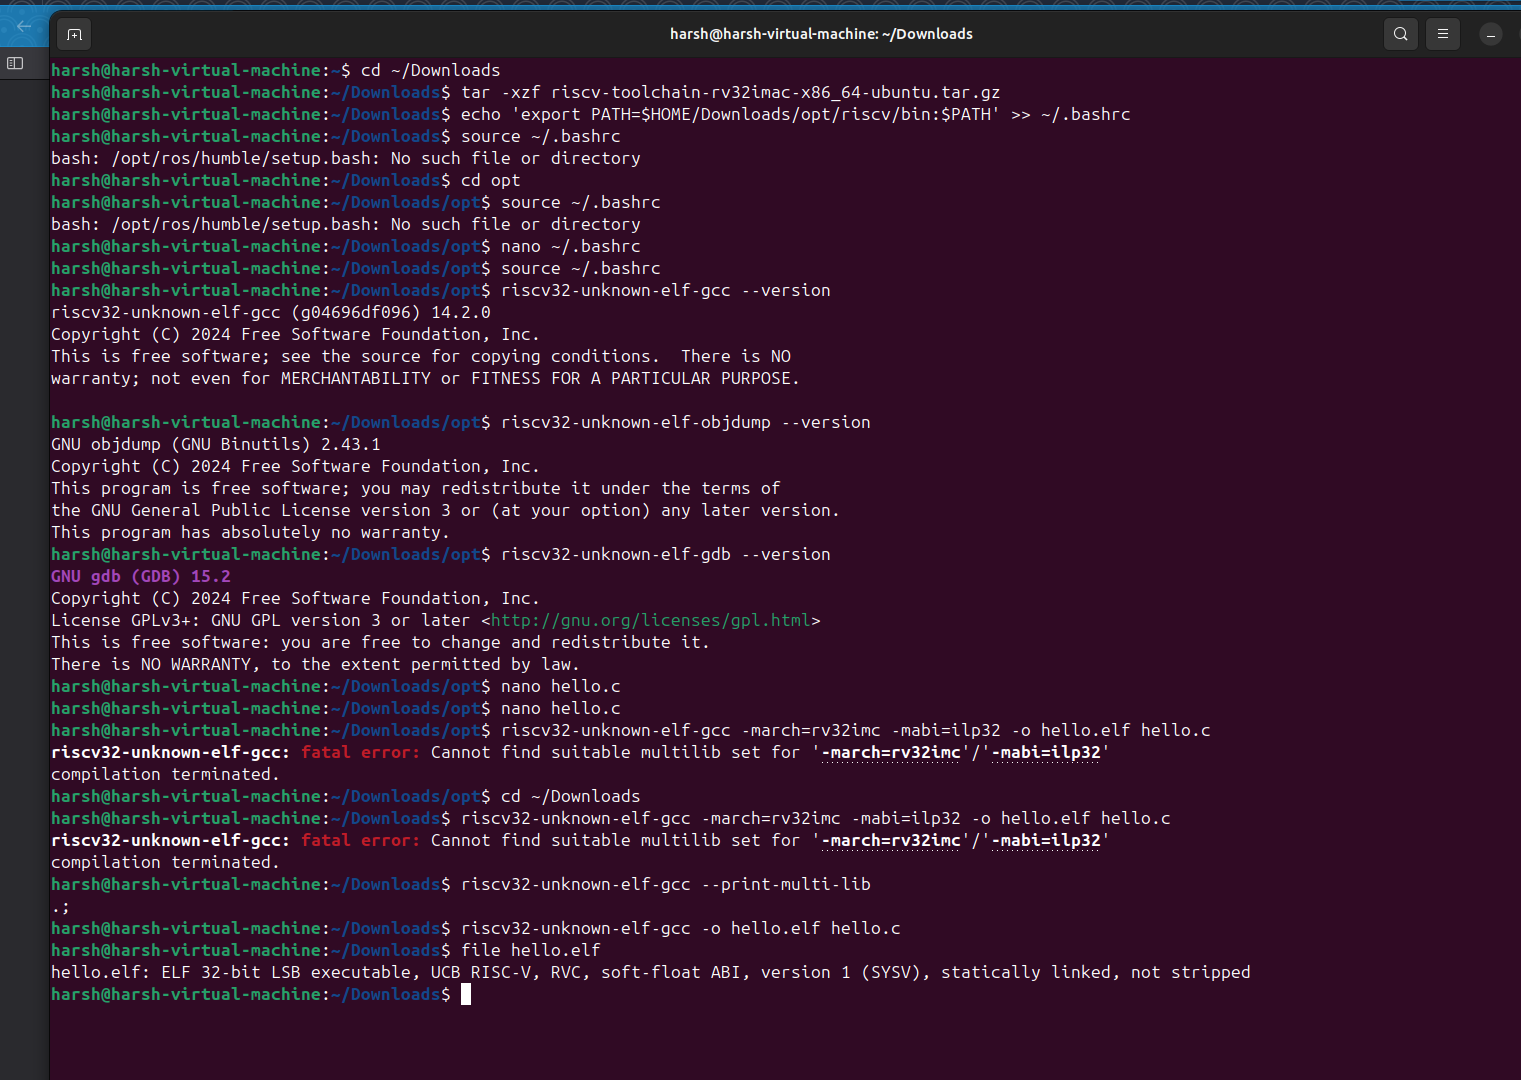 harsh@harsh-virtual-machine: ~/Downloads
harsh@harsh-virtual-machine:~$ cd ~/Downloads
harsh@harsh-virtual-machine:~/Downloads$ tar -xzf riscv-toolchain-rv32imac-x86_64-ubuntu.tar.gz
harsh@harsh-virtual-machine:~/Downloads$ echo 'export PATH=$HOME/Downloads/opt/riscv/bin:$PATH' >> ~/.bashrc
harsh@harsh-virtual-machine:~/Downloads$ source ~/.bashrc
bash: /opt/ros/humble/setup.bash: No such file or directory
harsh@harsh-virtual-machine:~/Downloads$ cd opt
harsh@harsh-virtual-machine:~/Downloads/opt$ source ~/.bashrc
bash: /opt/ros/humble/setup.bash: No such file or directory
harsh@harsh-virtual-machine:~/Downloads/opt$ nano ~/.bashrc
harsh@harsh-virtual-machine:~/Downloads/opt$ source ~/.bashrc
harsh@harsh-virtual-machine:~/Downloads/opt$ riscv32-unknown-elf-gcc --version
riscv32-unknown-elf-gcc (g04696df096) 14.2.0
Copyright (C) 2024 Free Software Foundation, Inc.
This is free software; see the source for copying conditions.  There is NO
warranty; not even for MERCHANTABILITY or FITNESS FOR A PARTICULAR PURPOSE.
harsh@harsh-virtual-machine:~/Downloads/opt$ riscv32-unknown-elf-objdump --version
GNU objdump (GNU Binutils) 2.43.1
Copyright (C) 2024 Free Software Foundation, Inc.
This program is free software; you may redistribute it under the terms of
the GNU General Public License version 3 or (at your option) any later version.
This program has absolutely no warranty.
harsh@harsh-virtual-machine:~/Downloads/opt$ riscv32-unknown-elf-gdb --version
GNU gdb (GDB) 15.2
Copyright (C) 2024 Free Software Foundation, Inc.
License GPLv3+: GNU GPL version 3 or later <http://gnu.org/licenses/gpl.html>
This is free software: you are free to change and redistribute it.
There is NO WARRANTY, to the extent permitted by law.
harsh@harsh-virtual-machine:~/Downloads/opt$ nano hello.c
harsh@harsh-virtual-machine:~/Downloads/opt$ nano hello.c
harsh@harsh-virtual-machine:~/Downloads/opt$ riscv32-unknown-elf-gcc -march=rv32imc -mabi=ilp32 -o hello.elf hello.c
riscv32-unknown-elf-gcc: fatal error: Cannot find suitable multilib set for '-march=rv32imc'/'-mabi=ilp32'
compilation terminated.
harsh@harsh-virtual-machine:~/Downloads/opt$ cd ~/Downloads
harsh@harsh-virtual-machine:~/Downloads$ riscv32-unknown-elf-gcc -march=rv32imc -mabi=ilp32 -o hello.elf hello.c
riscv32-unknown-elf-gcc: fatal error: Cannot find suitable multilib set for '-march=rv32imc'/'-mabi=ilp32'
compilation terminated.
harsh@harsh-virtual-machine:~/Downloads$ riscv32-unknown-elf-gcc --print-multi-lib
.;
harsh@harsh-virtual-machine:~/Downloads$ riscv32-unknown-elf-gcc -o hello.elf hello.c
harsh@harsh-virtual-machine:~/Downloads$ file hello.elf
hello.elf: ELF 32-bit LSB executable, UCB RISC-V, RVC, soft-float ABI, version 1 (SYSV), statically linked, not stripped
harsh@harsh-virtual-machine:~/Downloads$